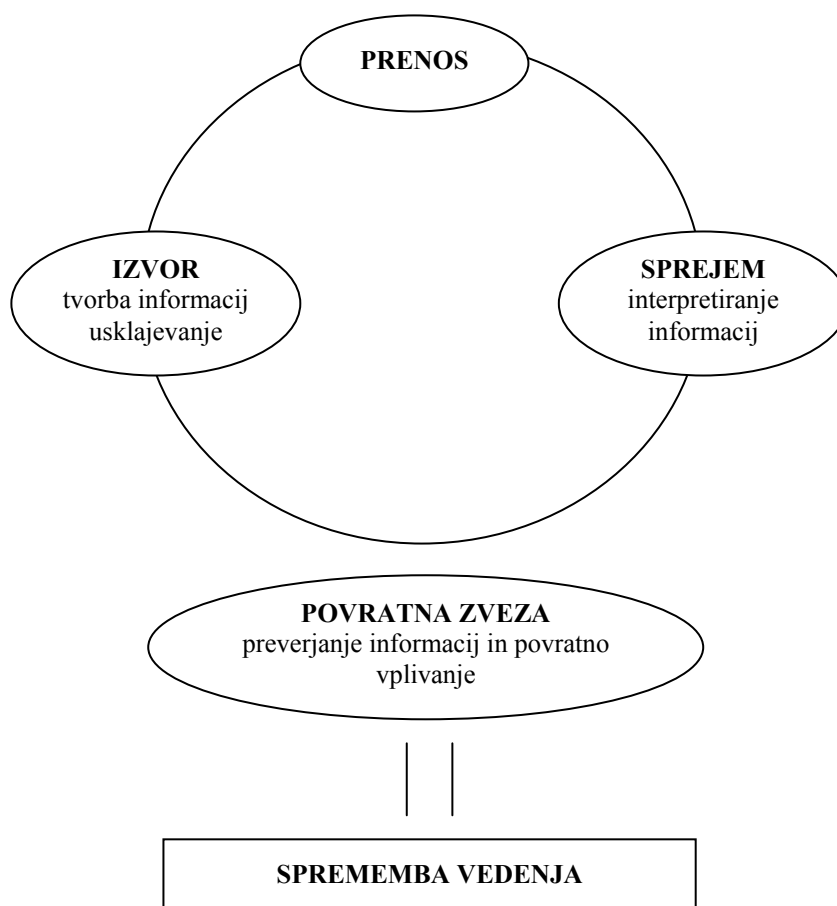 PRENOS
IZVOR
tvorba informacij
usklajevanje
SPREJEM
interpretiranje
informacij
POVRATNA ZVEZA
preverjanje informacij in povratno
vplivanje
SPREMEMBA VEDENJA